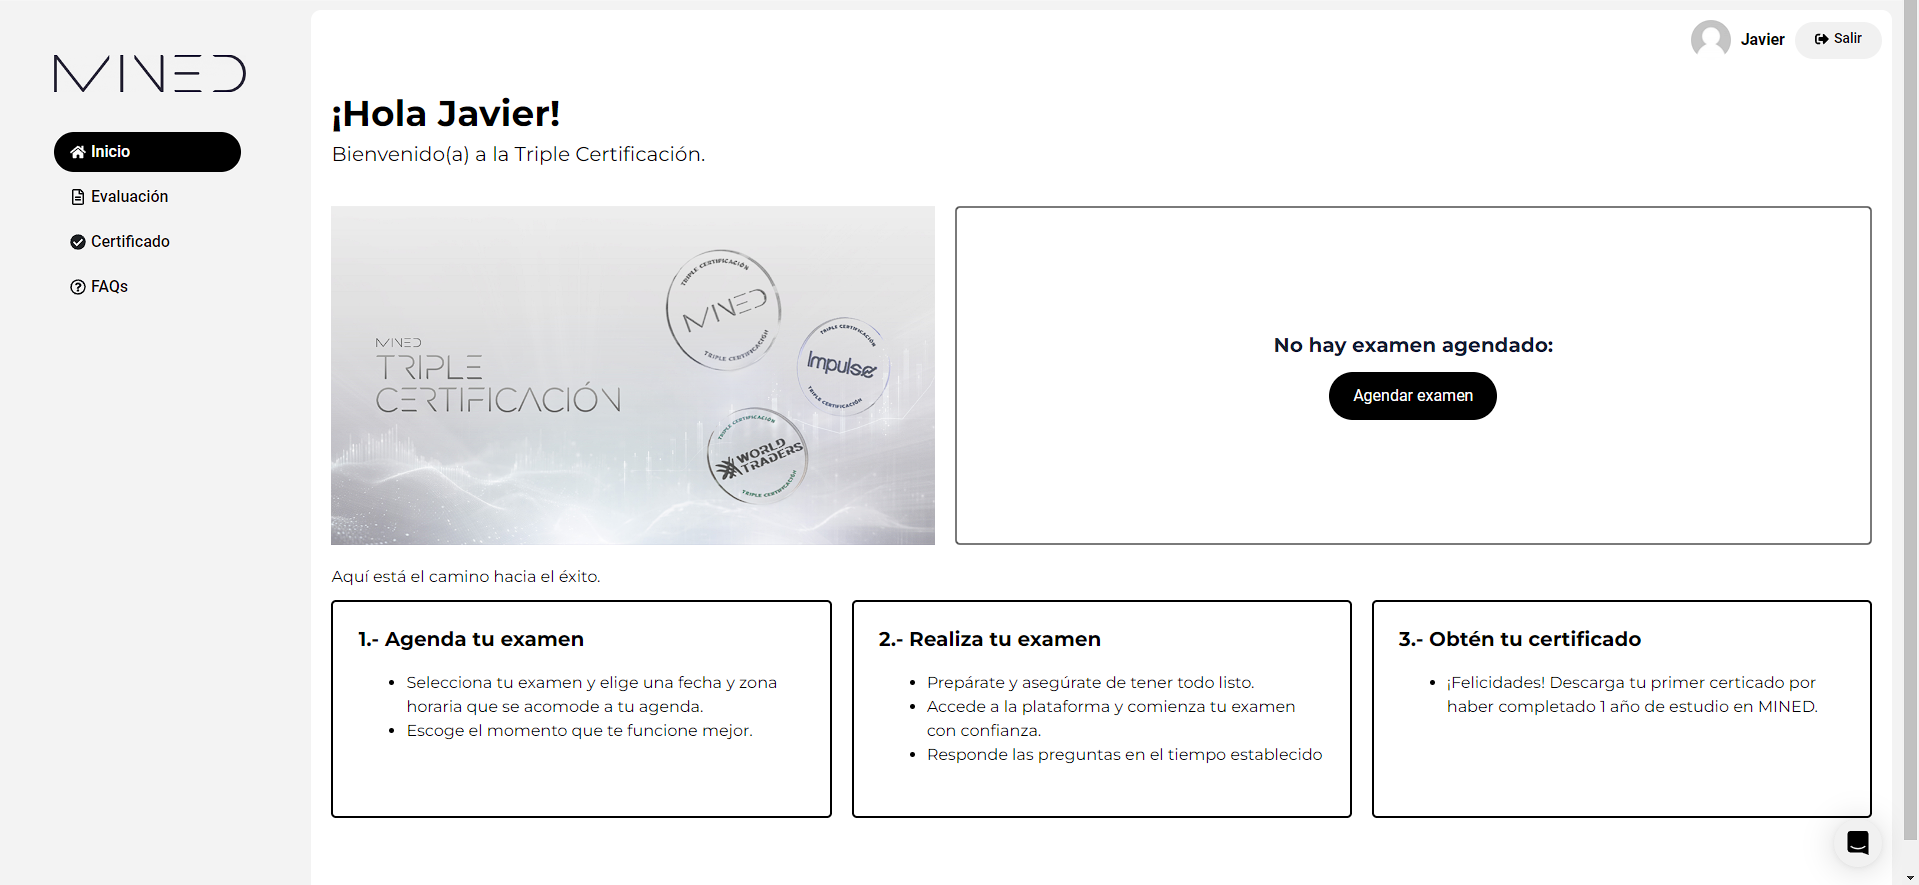 MINED
Javier
Salir
Inicio
Evaluación
Certificado
FAQs
¡Hola Javier!
Bienvenido(a) a la Triple Certificación.
MINED
TRIPLE
CERTIFICACIÓN
TRIPLE CERTIFICACIÓN
MINED
TRIPLE CERTIFICACIÓN
TRIPLE CERTIFICACIÓN
Impulse
TRIPLE CERTIFICACIÓN
TRIPLE CERTIFICACIÓN
WORLD
TRADERS
TRIPLE CERTIFICACIÓN
No hay examen agendado:
Agendar examen
Aquí está el camino hacia el éxito.
1.- Agenda tu examen
• Selecciona tu examen y elige una fecha y zona
horaria que se acomode a tu agenda.
• Escoge el momento que te funcione mejor.
2.- Realiza tu examen
• Prepárate y asegúrate de tener todo listo.
• Accede a la plataforma y comienza tu examen
con confianza.
• Responde las preguntas en el tiempo establecido
3.- Obtén tu certificado
• ¡Felicidades! Descarga tu primer certicado por
haber completado 1 año de estudio en MINED.